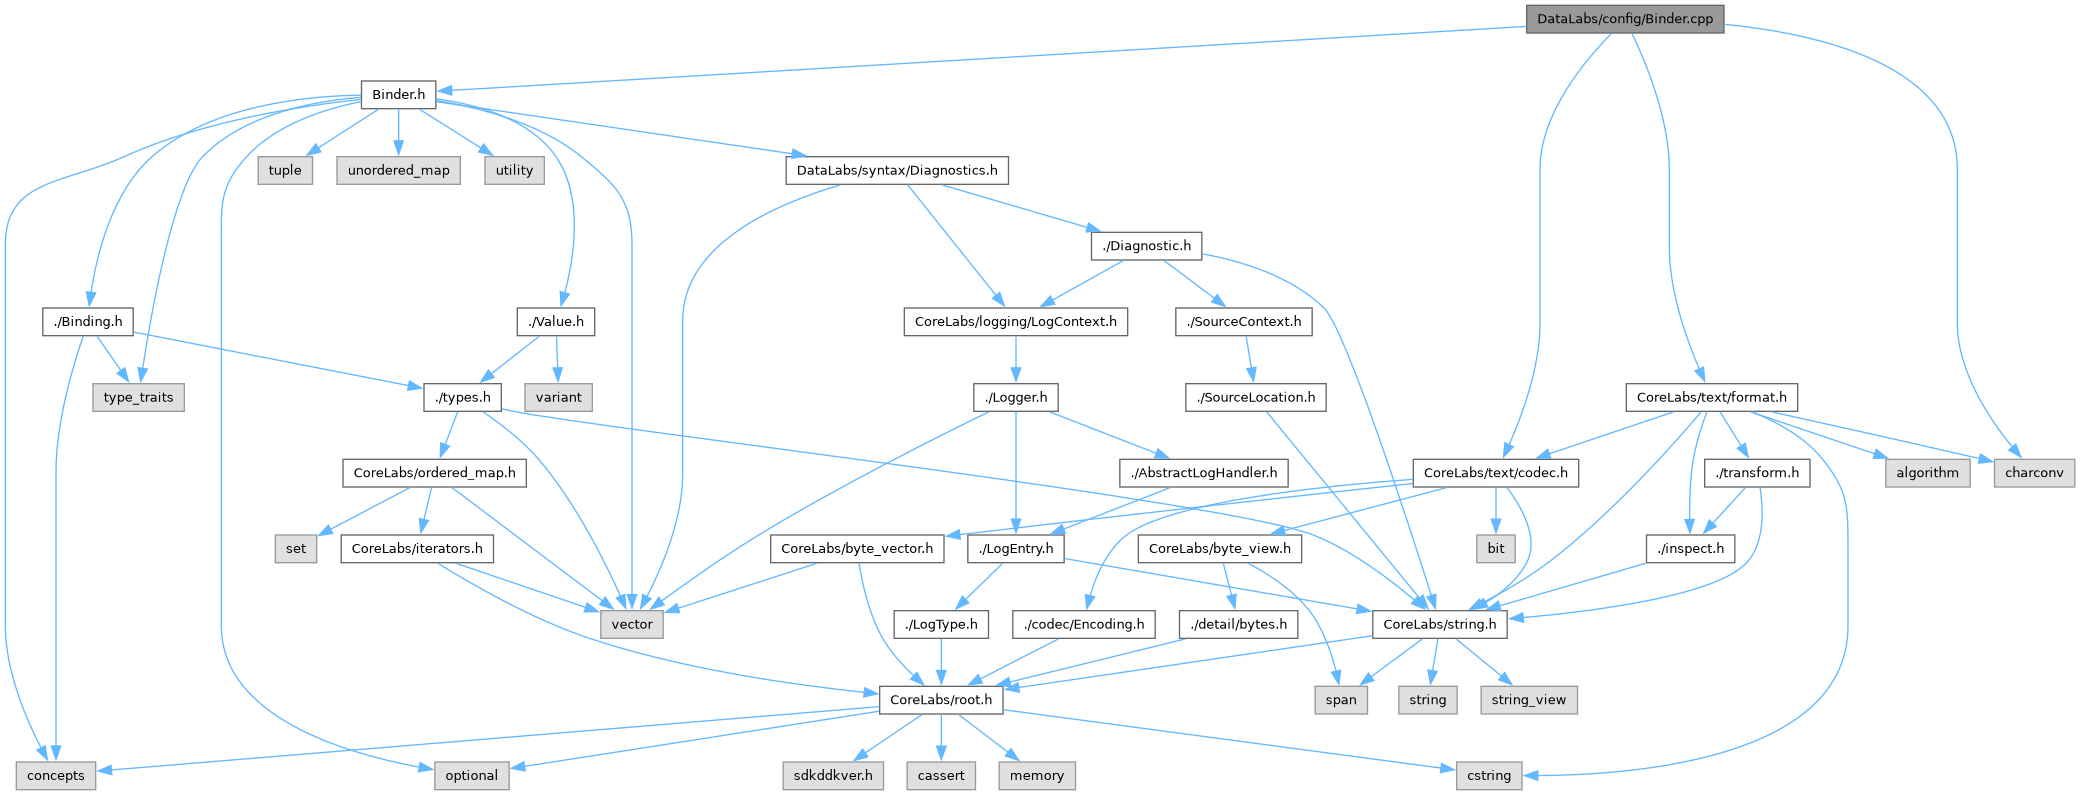 DataLabs/config/Binder.cpp
Binder.h
tuple
unordered_map
utility
DataLabs/syntax/Diagnostics.h
./Diagnostic.h
./Binding.h
./Value.h
CoreLabs/logging/LogContext.h
./SourceContext.h
type_traits
./types.h
variant
./Logger.h
./SourceLocation.h
CoreLabs/text/format.h
CoreLabs/ordered_map.h
./AbstractLogHandler.h
CoreLabs/text/codec.h
./transform.h
algorithm
charconv
set
CoreLabs/iterators.h
CoreLabs/byte_vector.h
./LogEntry.h
CoreLabs/byte_view.h
bit
./inspect.h
vector
./LogType.h
./codec/Encoding.h
./detail/bytes.h
CoreLabs/string.h
CoreLabs/root.h
span
string
string_view
concepts
optional
sdkddkver.h
cassert
memory
cstring